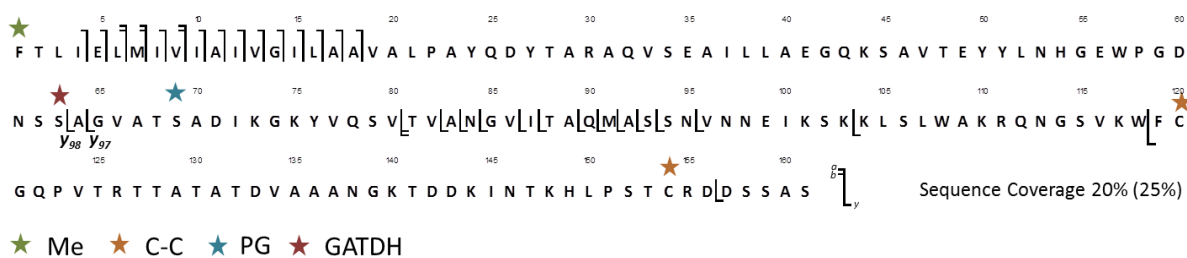 5 10 15 20 25 30 35 40 45 50 55 60
F T L I E L M I V I A I V G I L A A V A L P A Y Q D Y T A R A Q V S E A I L L A E G Q K S A V T E Y Y L N H G E W P G D
65 70 75 80 85 90 95 100 105 110 115 120
N S S A G V A T S A D I K G K Y V Q S V T V A N G V I T A Q M A S S N V N N E I K S K K L S L W A K R Q N G S V K W F C
y98 y97
125 130 135 140 145 150 155 160
G Q P V T R T T A T A T D V A A A N G K T D D K I N T K H L P S T C R D D S S A S
a
b
y
Sequence Coverage 20% (25%)
Me C-C PG GATDH